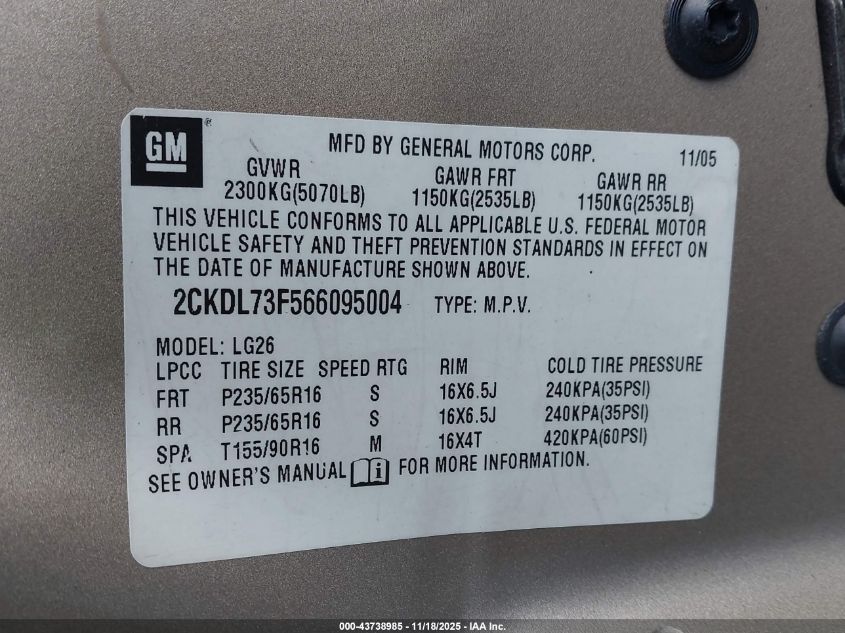 GM®
MFD BY GENERAL MOTORS CORP. 11/05
GVWR GAWR FRT GAWR RR
2300KG(5070LB) 1150KG(2535LB) 1150KG(2535LB)
THIS VEHICLE CONFORMS TO ALL APPLICABLE U.S. FEDERAL MOTOR
VEHICLE SAFETY AND THEFT PREVENTION STANDARDS IN EFFECT ON
THE DATE OF MANUFACTURE SHOWN ABOVE.
2CKDL73F566095004 TYPE: M.P.V.
MODEL: LG26
LPCC TIRE SIZE SPEED RTG RIM COLD TIRE PRESSURE
FRT P235/65R16 S 16X6.5J 240KPA(35PSI)
RR P235/65R16 S 16X6.5J 240KPA(35PSI)
SPA T155/90R16 M 16X4T 420KPA(60PSI)
SEE OWNER'S MANUAL i FOR MORE INFORMATION.
000-43738985 - 11/18/2025 - IAA Inc.